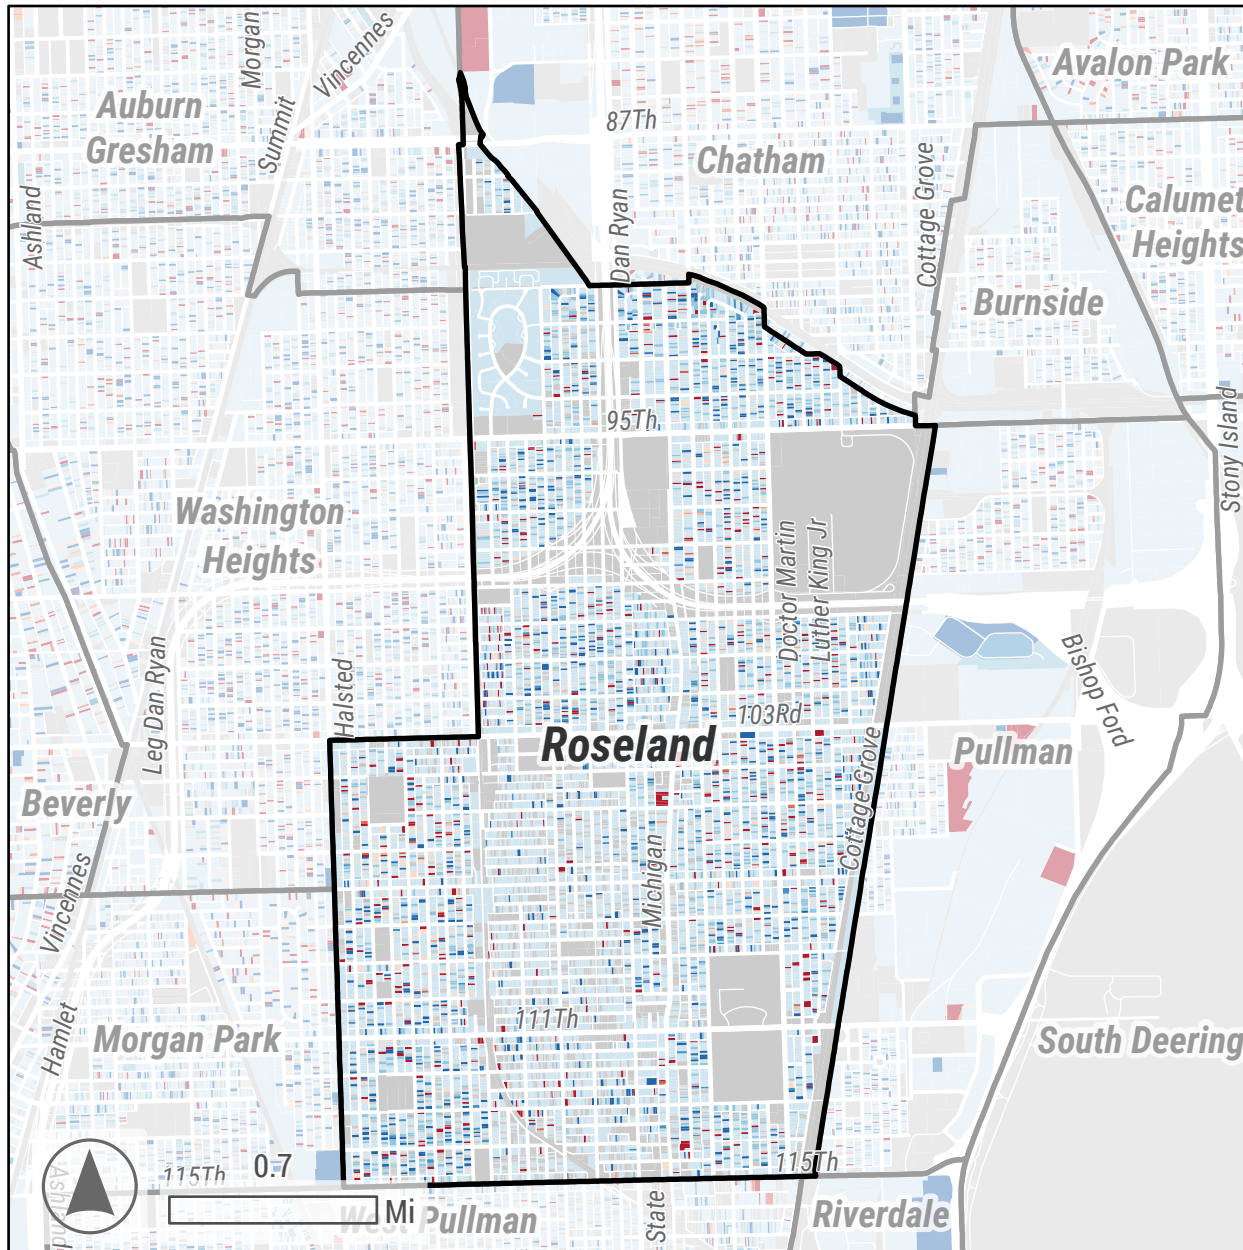 Morgan
Vincennes
Avalon Park
Auburn
Gresham
Summit
87Th
Chatham
Cottage Grove
Calumet
Heights
Ashland
Dan Ryan
Burnside
95Th
Stony Island
Washington
Heights
Doctor Martin
Luther King Jr
Bishop Ford
Leg Dan Ryan
Halsted
103Rd
Roseland
Cottage Grove
Pullman
Beverly
Michigan
Vincennes
111Th
Hamlet
Morgan Park
South Deering
115Th
0.7
115Th
Ashland
Mi
West Pullman
State
Riverdale